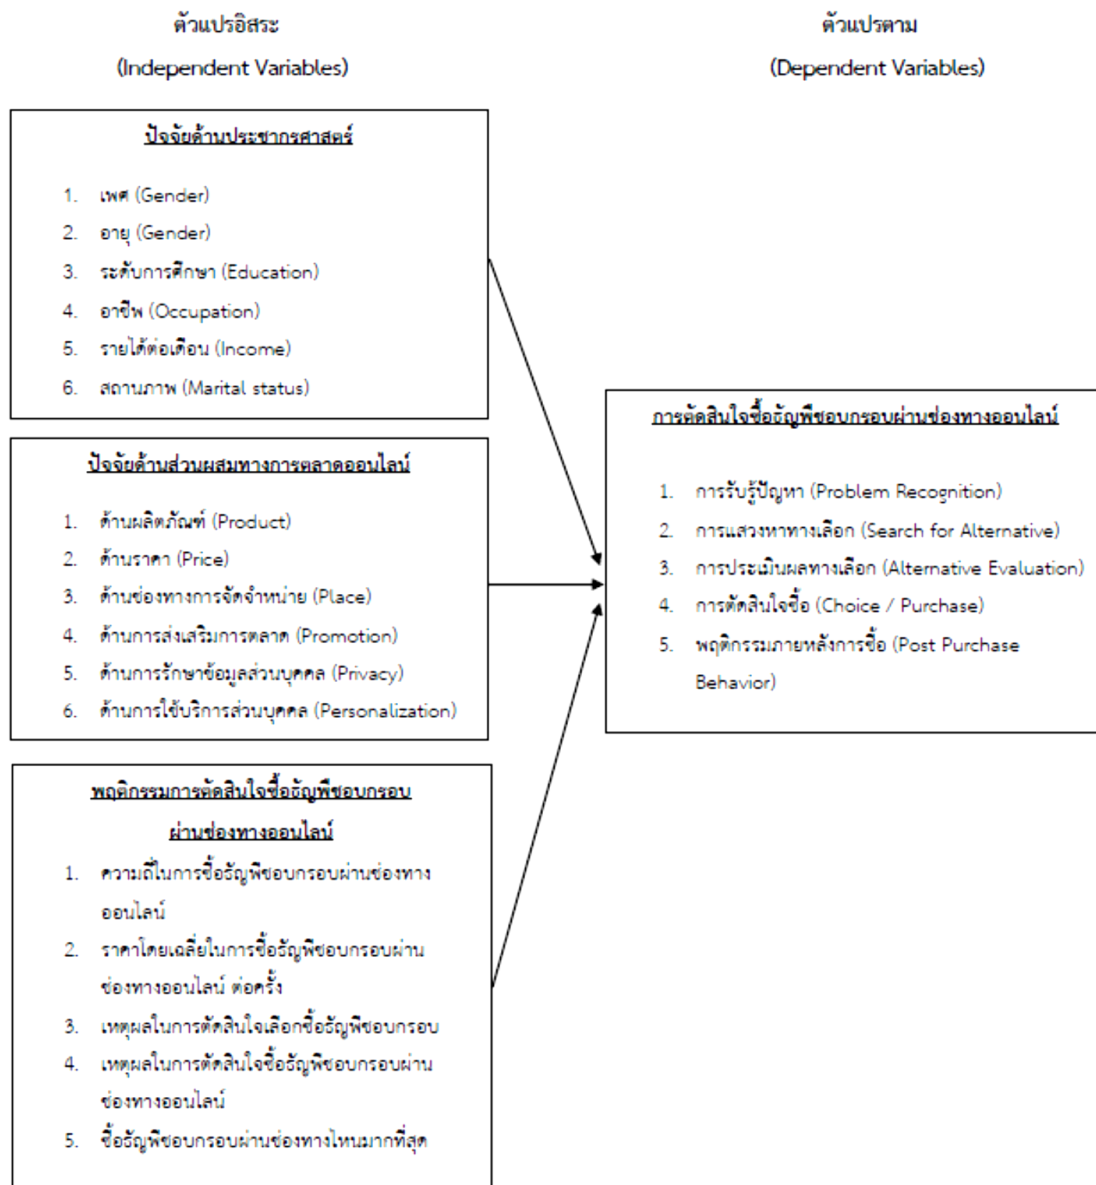 ตัวแปรอิสระ
(Independent Variables)
ตัวแปรตาม
(Dependent Variables)
ปัจจัยด้านประชากรศาสตร์
1. เพศ (Gender)
2. อายุ (Gender)
3. ระดับการศึกษา (Education)
4. อาชีพ (Occupation)
5. รายได้ต่อเดือน (Income)
6. สถานภาพ (Marital status)
ปัจจัยด้านส่วนผสมทางการตลาดออนไลน์
1. ด้านผลิตภัณฑ์ (Product)
2. ด้านราคา (Price)
3. ด้านช่องทางการจัดจำหน่าย (Place)
4. ด้านการส่งเสริมการตลาด (Promotion)
5. ด้านการรักษาข้อมูลส่วนบุคคล (Privacy)
6. ด้านการใช้บริการส่วนบุคคล (Personalization)
พฤติกรรมการตัดสินใจซื้อธัญพืชอบกรอบ
ผ่านช่องทางออนไลน์
1. ความถี่ในการซื้อธัญพืชอบกรอบผ่านช่องทาง
ออนไลน์
2. ราคาโดยเฉลี่ยในการซื้อธัญพืชอบกรอบผ่าน
ช่องทางออนไลน์ ต่อครั้ง
3. เหตุผลในการตัดสินใจเลือกซื้อธัญพืชอบกรอบ
4. เหตุผลในการตัดสินใจซื้อธัญพืชอบกรอบผ่าน
ช่องทางออนไลน์
5. ซื้อธัญพืชอบกรอบผ่านช่องทางไหนมากที่สุด
การตัดสินใจซื้อธัญพืชอบกรอบผ่านช่องทางออนไลน์
1. การรับรู้ปัญหา (Problem Recognition)
2. การแสวงหาทางเลือก (Search for Alternative)
3. การประเมินผลทางเลือก (Alternative Evaluation)
4. การตัดสินใจซื้อ (Choice / Purchase)
5. พฤติกรรมภายหลังการซื้อ (Post Purchase
Behavior)